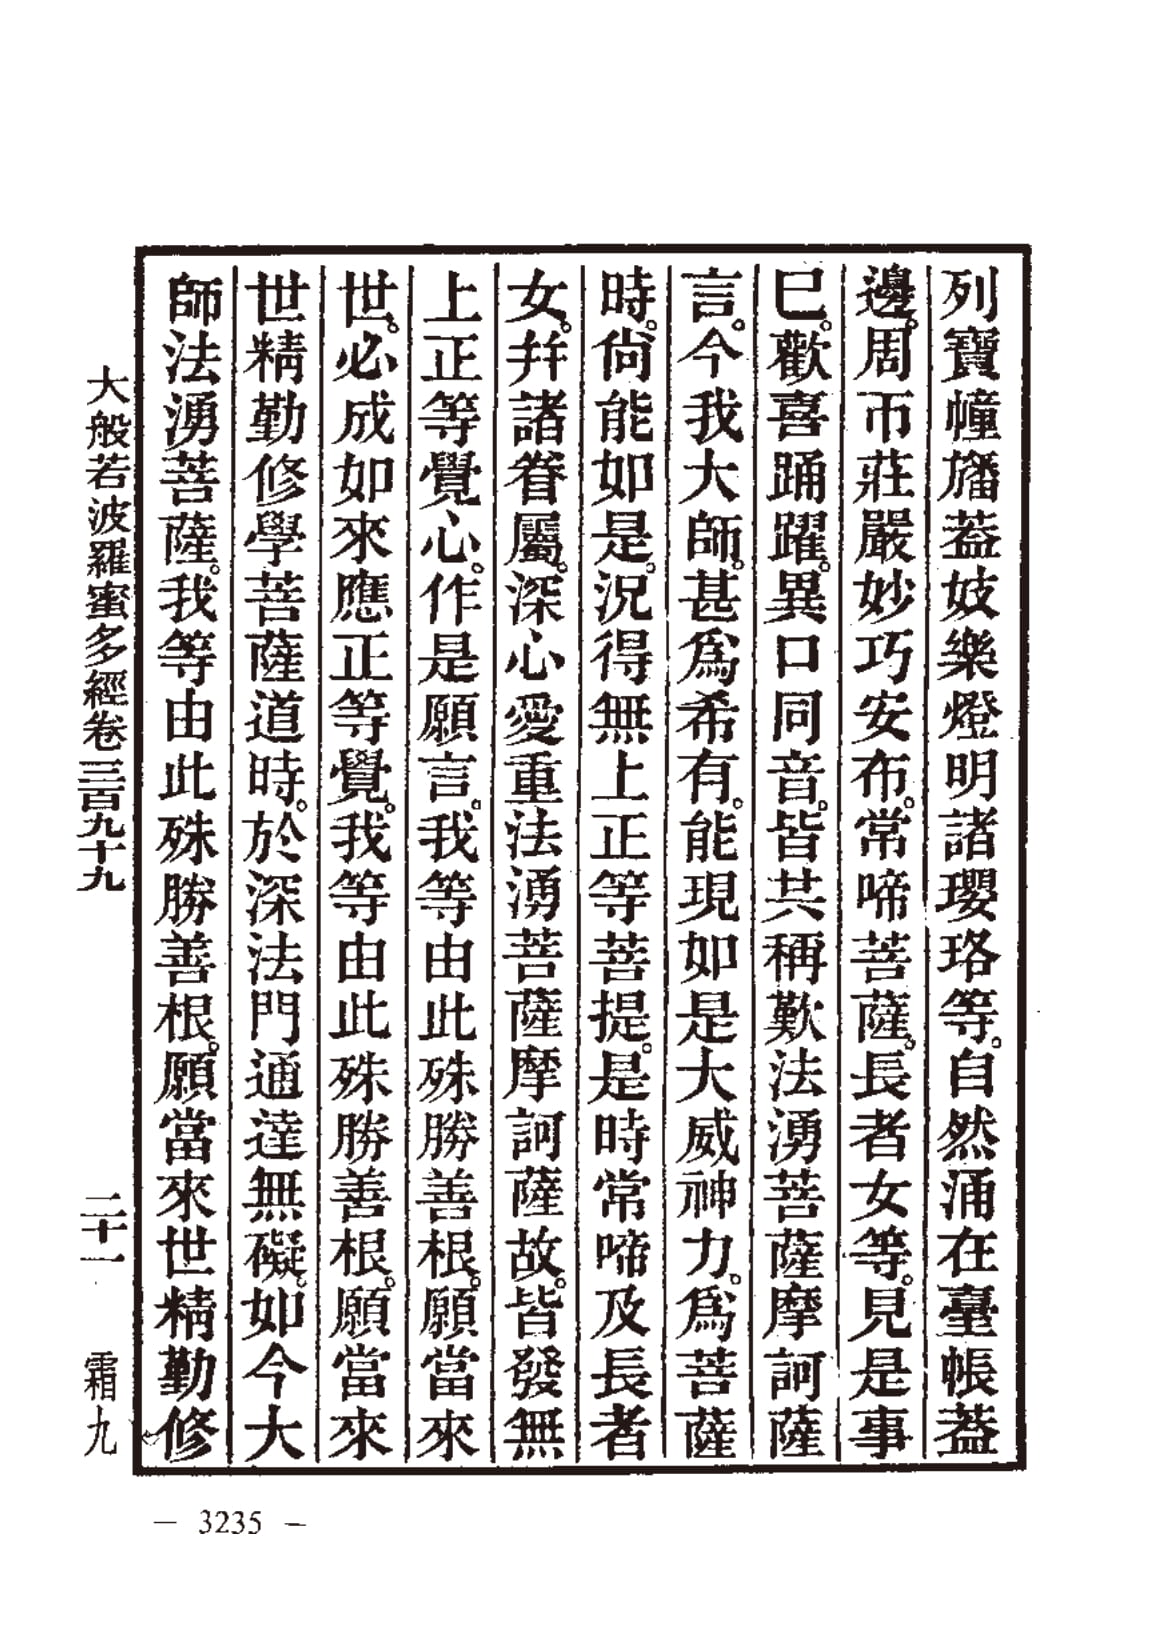 列寶幢旛葢妓樂燈明諸瓔珞等。自然涌在臺帳葢
邊。周帀莊嚴妙巧安布。常啼菩薩。長者女等。見是事
巳。歡喜踊躍。異口同音。皆共稱歎法湧菩薩摩訶薩
言。今我大師。甚爲希有。能現如是大威神力。爲菩薩
時。尙能如是。況得無上正等菩提。是時常啼及長者
女。幷諸眷屬。深心愛重法湧菩薩摩訶薩故。皆發無
上正等覺心。作是願言。我等由此殊勝善根。願當來
世。必成如來應正等覺。我等由此殊勝善根。願當來
世精勤修學菩薩道時。於深法門通達無礙。如今大
師法湧菩薩。我等由此殊勝善根。願當來世精勤修
大般若波羅蜜多經卷三百九十九 二十一 霜九
— 3235 —